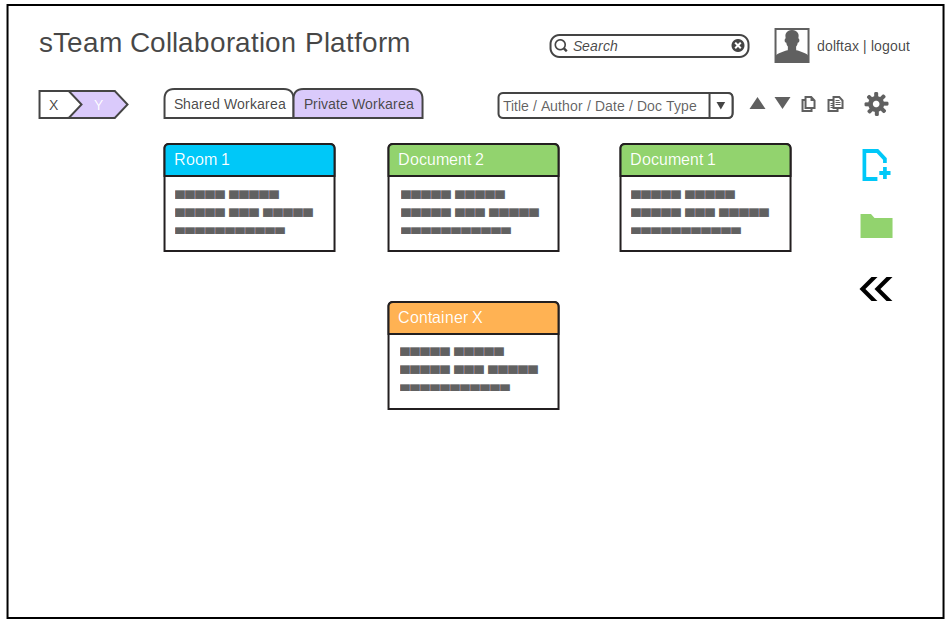 sTeam Collaboration Platform
Search
dolftax | logout
X
Y
Shared Workarea
Private Workarea
Title / Author / Date / Doc Type
Room 1
Document 2
Document 1
Container X